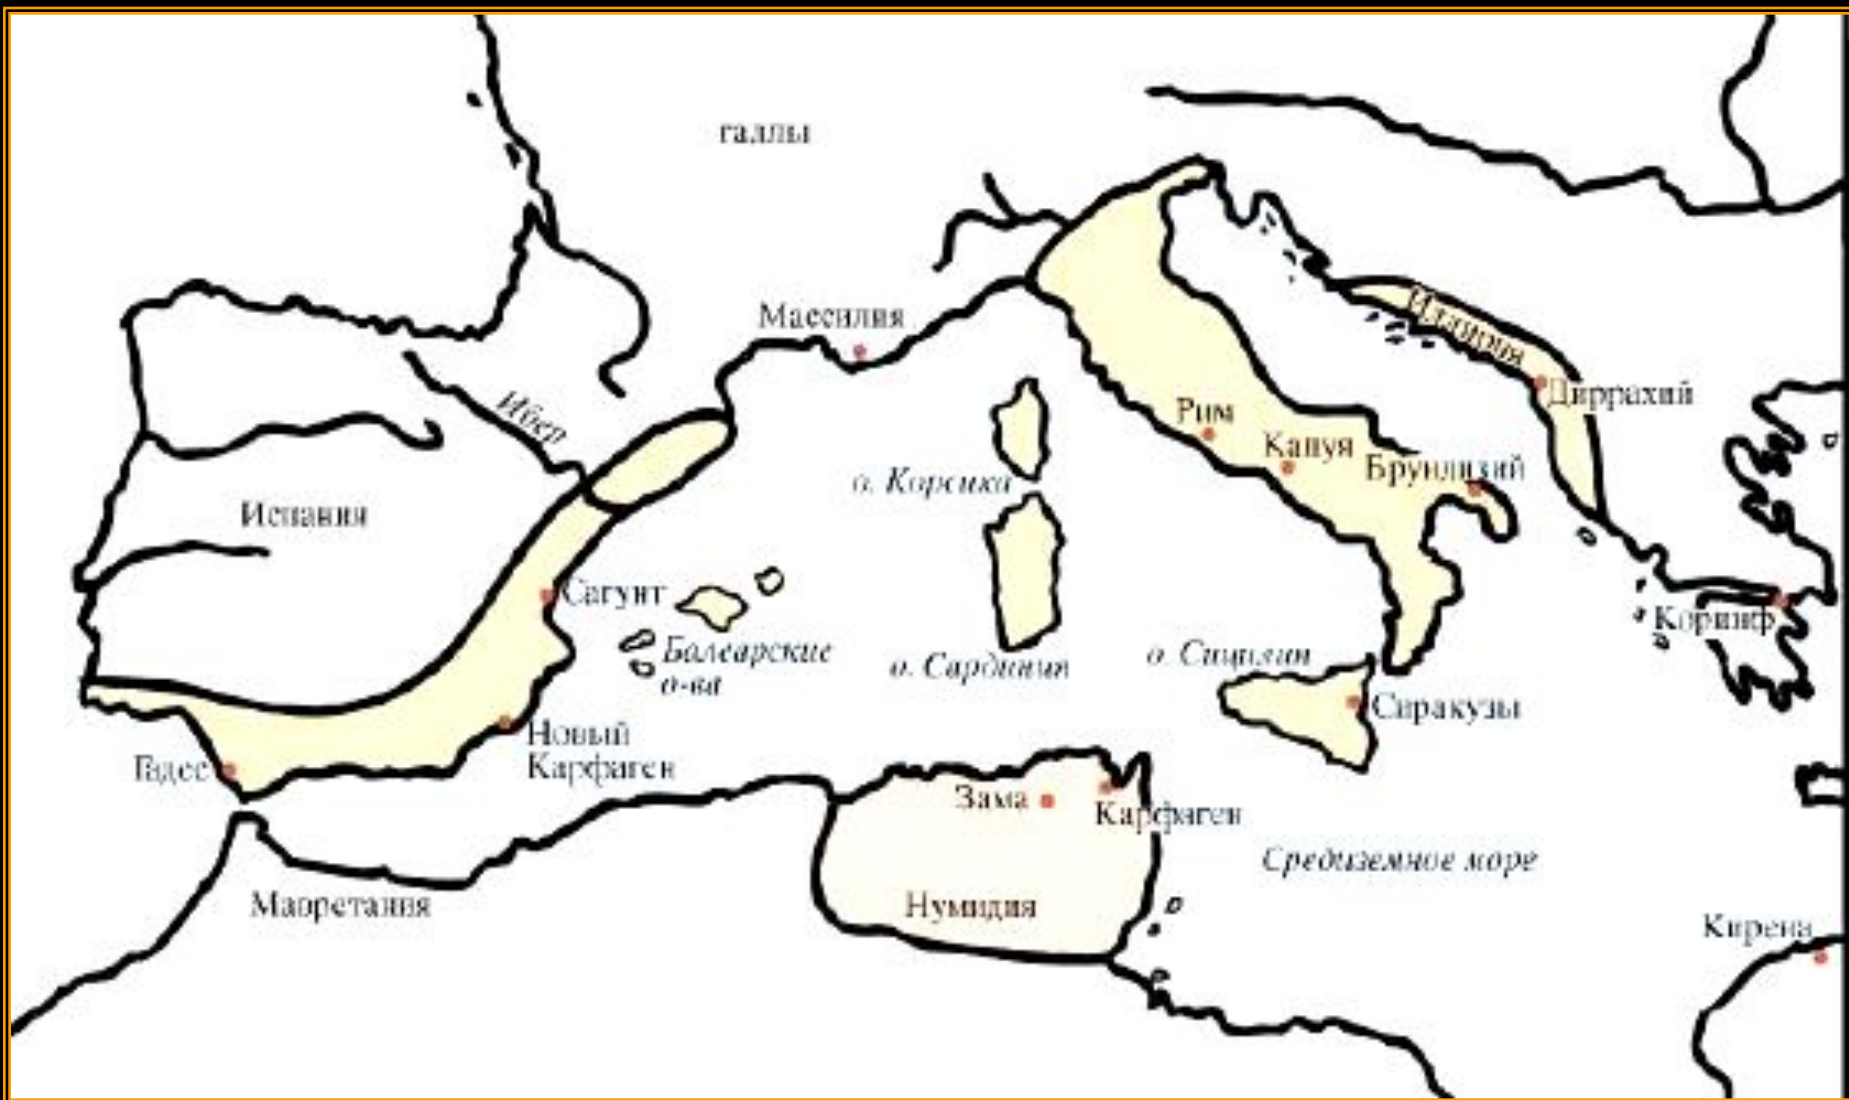 галлы
Массилия
Ибер
Иллирия
Диррахий
Рим
Капуя
Брундизий
о. Корсика
Испания
Сагунт
Балеарские
о-ва
о. Сардиния
о. Сицилия
Коринф
Сиракузы
Новый
Карфаген
Гадес
Зама
Карфаген
Средиземное море
Мавретания
Нумидия
Кирена